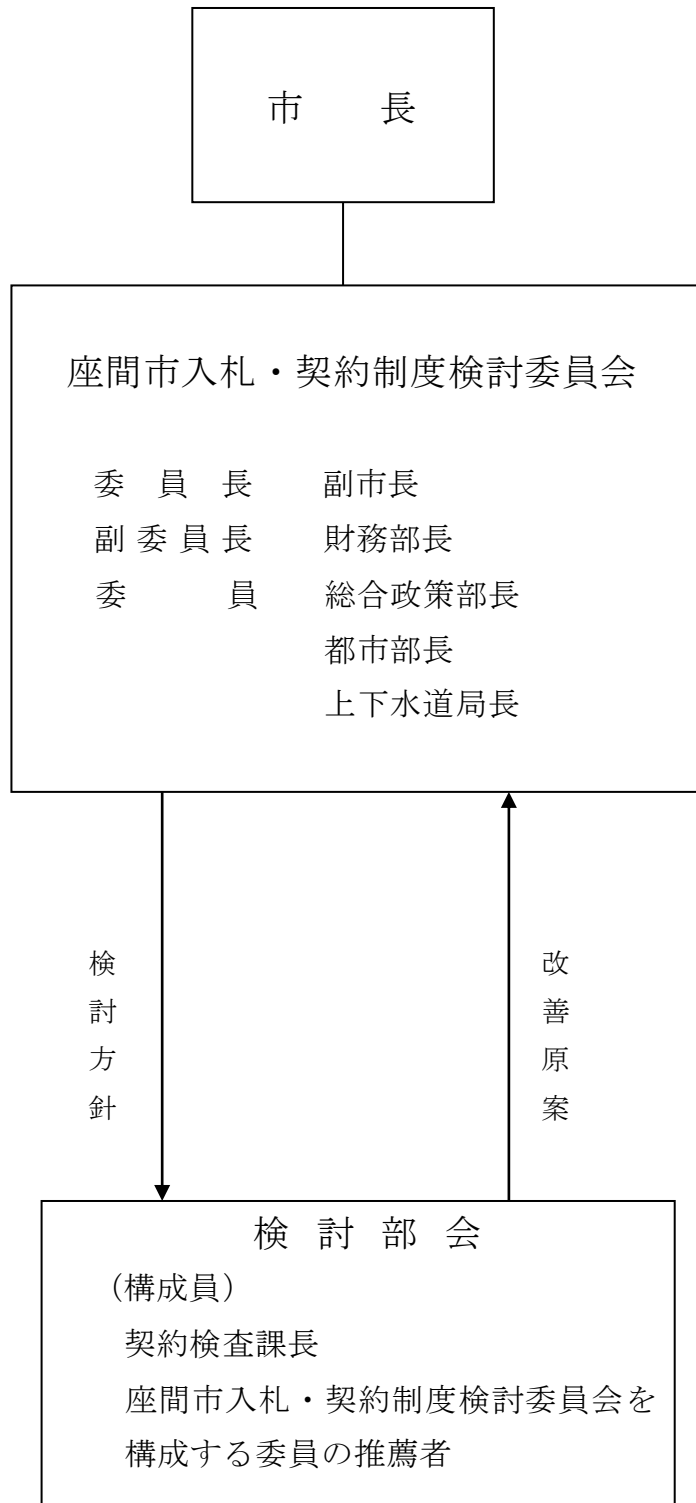 市　長
座間市入札・契約制度検討委員会
委　員　長　　副市長
副委員長　　財務部長
委　　　員　　総合政策部長
都市部長
上下水道局長
検討方針
改善原案
検　討　部　会
（構成員）
契約検査課長
座間市入札・契約制度検討委員会を
構成する委員の推薦者